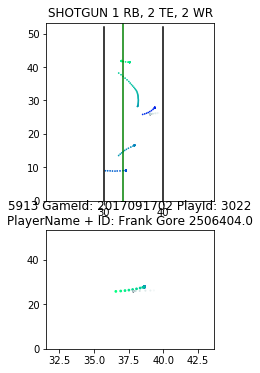 SHOTGUN 1 RB, 2 TE, 2 WR
50
40
30
20
10
0
30
40
5913 GameId: 2017091702 PlayId: 3022
PlayerName + ID: Frank Gore 2506404.0
40
20
0
32.5 35.0 37.5 40.0 42.5